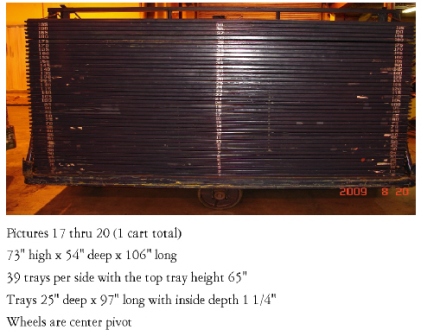 2009 8 20
Pictures 17 thru 20 (1 cart total)
73" high x 54" deep x 106" long
39 trays per side with the top tray height 65"
Trays 25" deep x 97" long with inside depth 1 1/4"
Wheels are center pivot